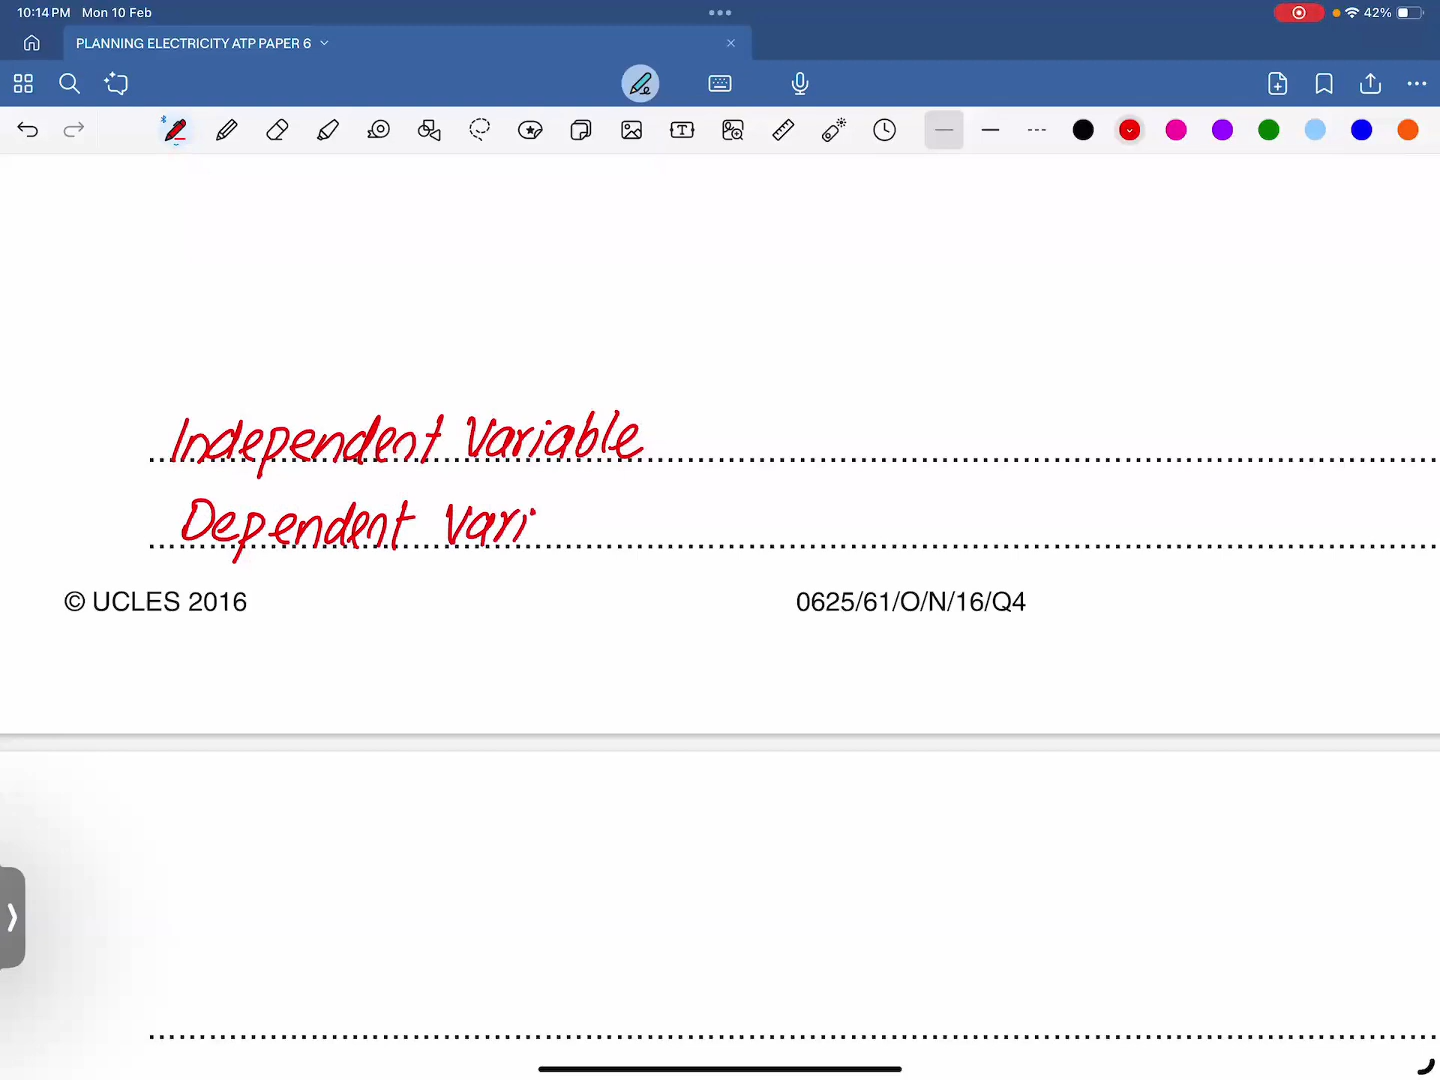 10:14 PM Mon 10 Feb
42%
PLANNING ELECTRICITY ATP PAPER 6
Independent Variable
Dependent Vari
© UCLES 2016 0625/61/O/N/16/Q4